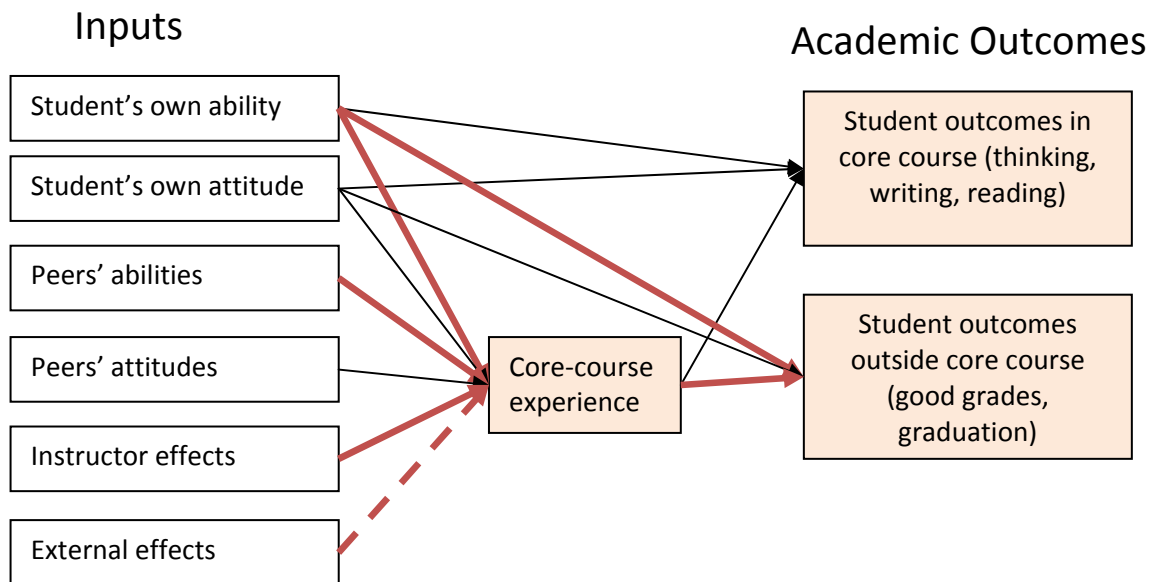 Inputs
Academic Outcomes
Student’s own ability
Student’s own attitude
Peers’ abilities
Peers’ attitudes
Instructor effects
External effects
Core-course
experience
Student outcomes in
core course (thinking,
writing, reading)
Student outcomes
outside core course
(good grades,
graduation)